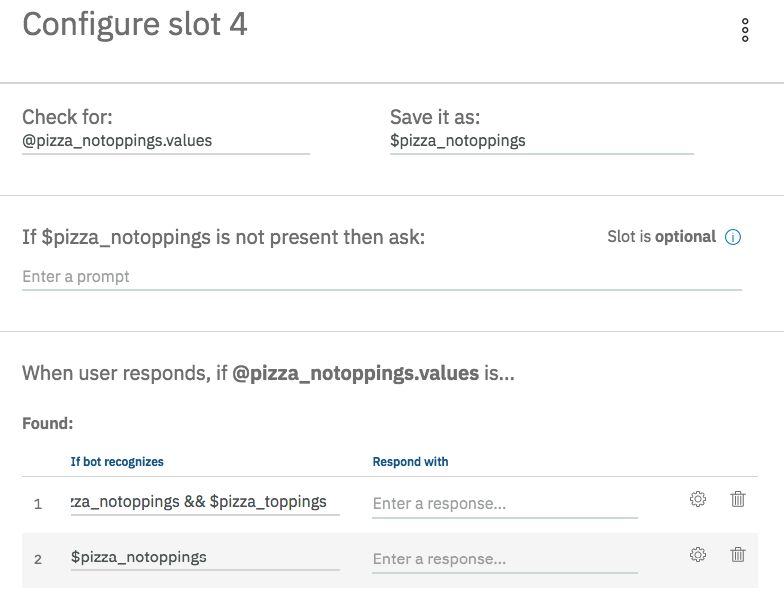 Configure slot 4
Check for:
Save it as:
@pizza_notoppings.values
$pizza_notoppings
If $pizza_notoppings is not present then ask:
Slot is optional
Enter a prompt
When user responds, if @pizza_notoppings.values is...
Found:
If bot recognizes
Respond with
1
zza_notoppings && $pizza_toppings
Enter a response...
2
$pizza_notoppings
Enter a response...